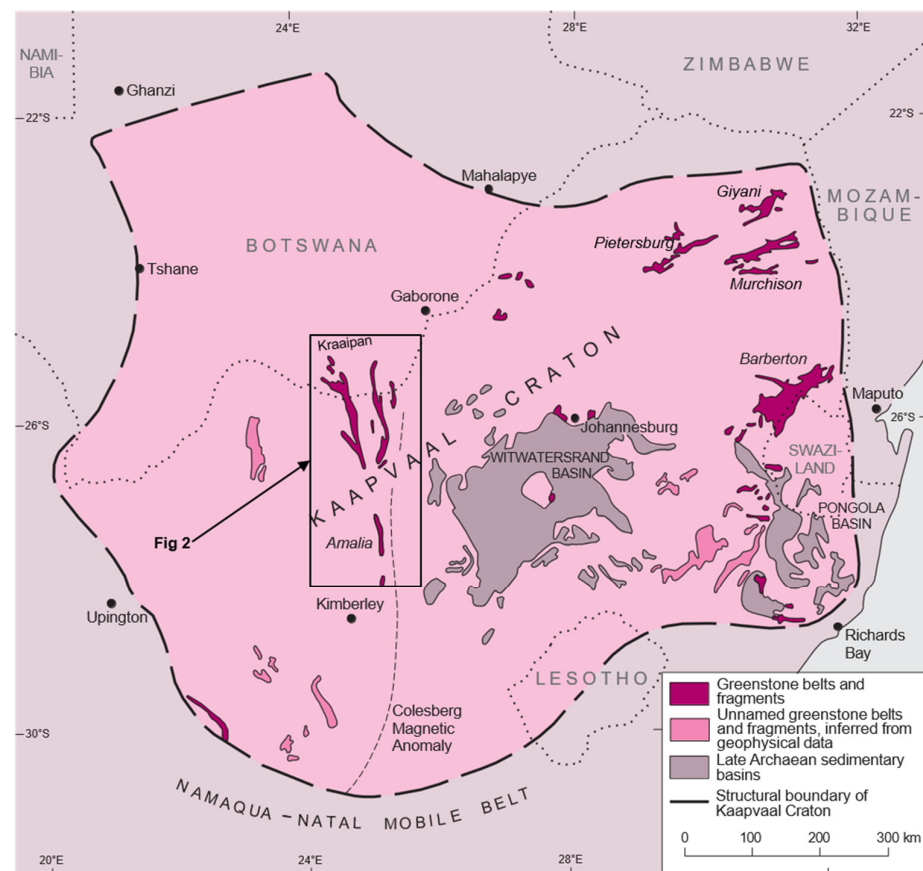 24°E
28°E
32°E
NAMI-
BIA
ZIMBABWE
Ghanzi
22°S
22°S
Mahalapye
Giyani
MOZAM-
BIQUE
BOTSWANA
Pietersburg
Tshane
Murchison
Gaborone
Kraaipan
Barberton
Maputo
KAAPVAAL CRATON
26°S
26°S
Johannesburg
WITWATERSRAND
BASIN
SWAZI-
LAND
PONGOLA
BASIN
Fig 2
Amalia
Upington
Kimberley
Richards
Bay
LESOTHO
Colesberg
Magnetic
Anomaly
30°S
NAMAQUA – NATAL MOBILE BELT
Greenstone belts and
fragments
Unnamed greenstone belts
and fragments, inferred from
geophysical data
Late Archaean sedimentary
basins
Structural boundary of
Kaapvaal Craton
0 100 200 300 km
20°E
24°E
28°E